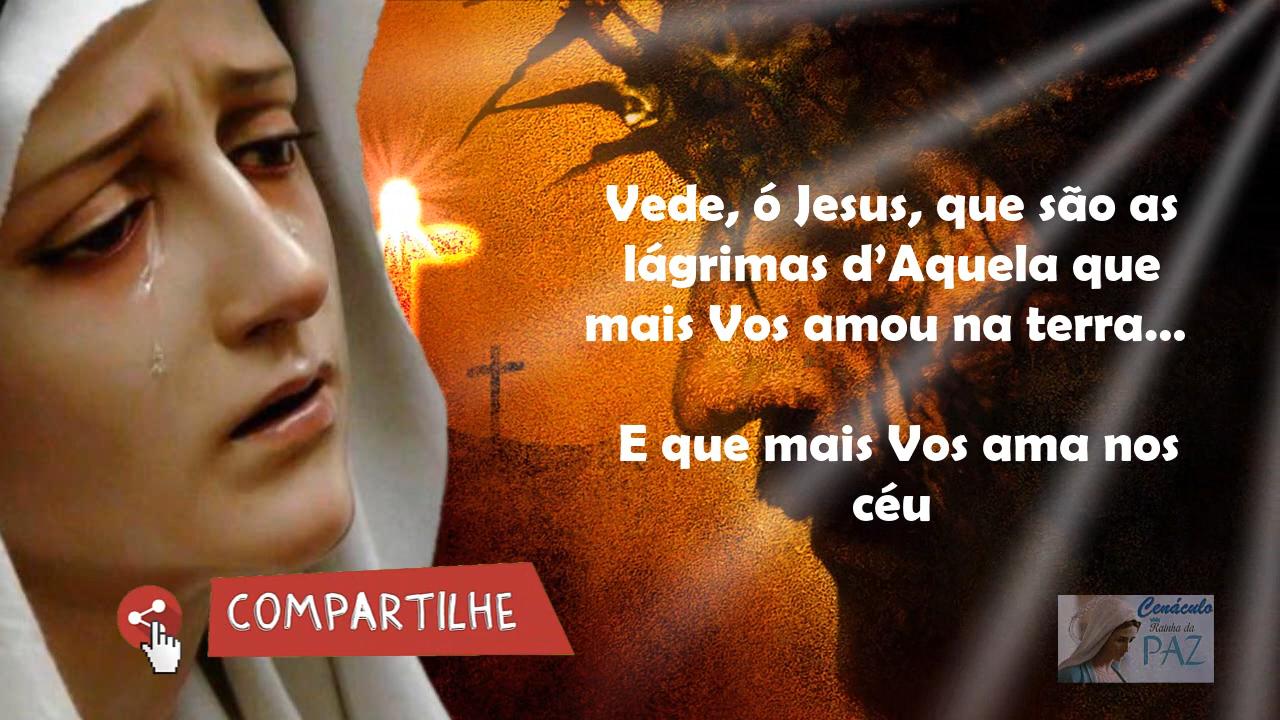 Vede, ó Jesus, que são as
lágrimas d’Aquela que
mais Vos amou na terra...
E que mais Vos ama nos
céu
COMPARTILHE
Cenáculo
Rainha da
PAZ